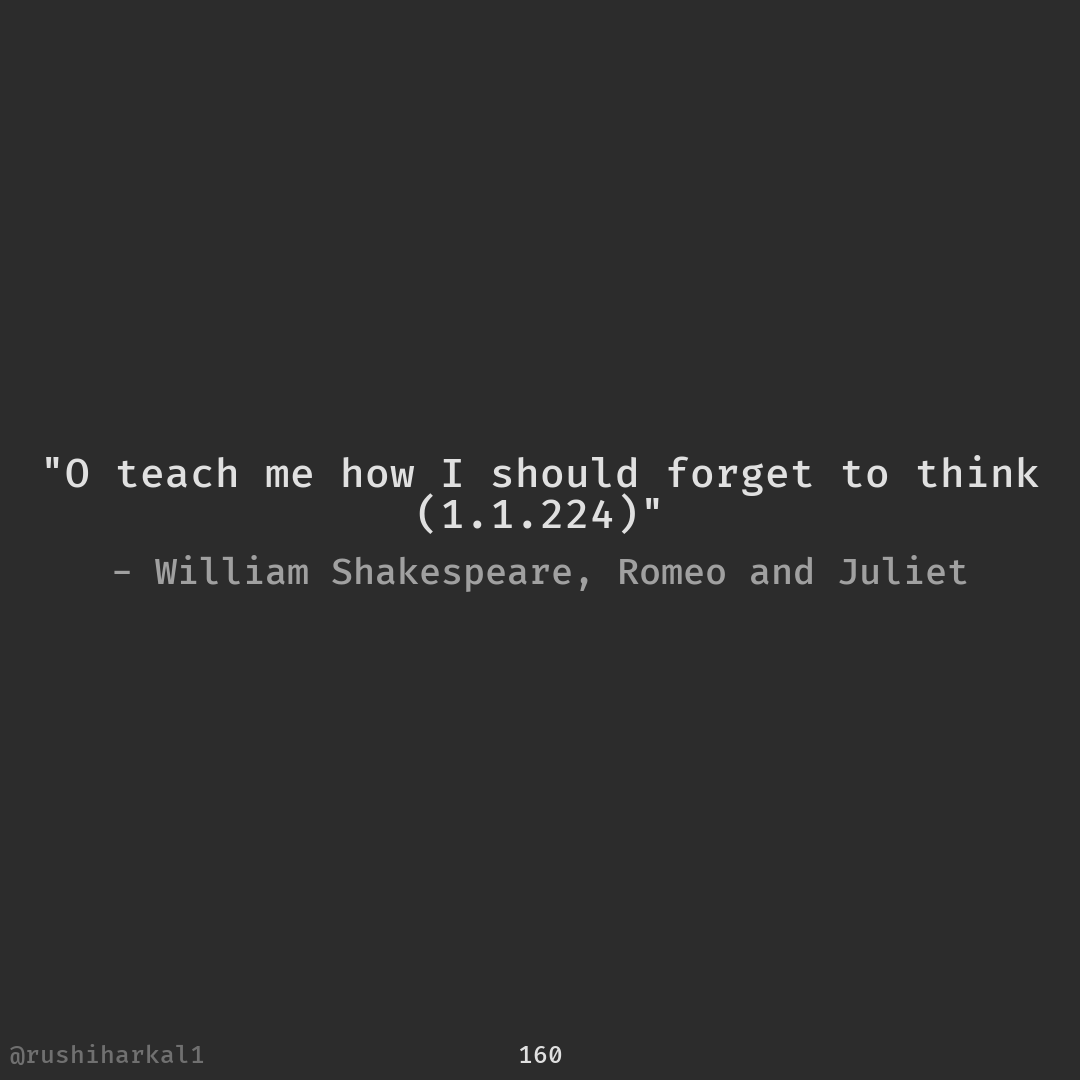 "O teach me how I should forget to think
(1.1.224)"
– William Shakespeare, Romeo and Juliet
@rushiharkal1
160